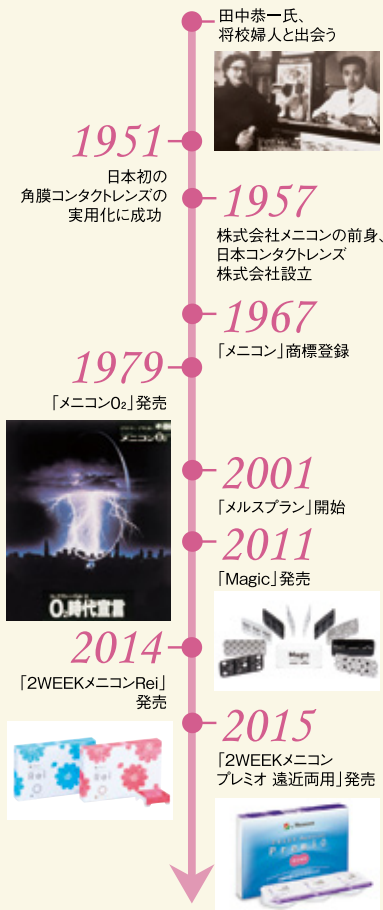 田中恭一氏、
将校婦人と出会う
1951
日本初の
角膜コンタクトレンズの
実用化に成功
1957
株式会社メニコンの前身、
日本コンタクトレンズ
株式会社設立
1967
「メニコン」商標登録
1979
「メニコンO₂」発売
メニコンO₂
O₂時代宣言
2001
「メルスプラン」開始
2011
「Magic」発売
Magic
2014
「2WEEKメニコンRei」
発売
Rei
Rei
2015
「2WEEKメニコン
プレミオ 遠近両用」発売
Menicon
Premio